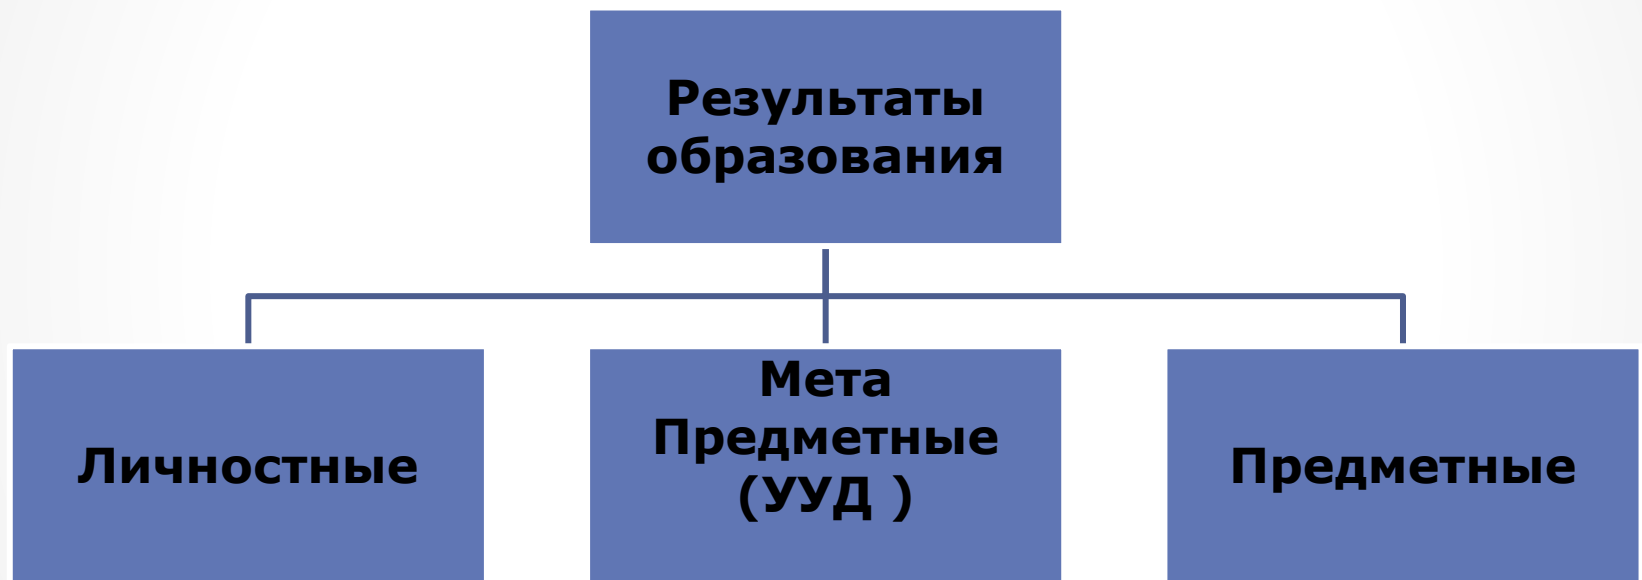 Результаты
образования
Личностные
Мета
Предметные
(УУД )
Предметные